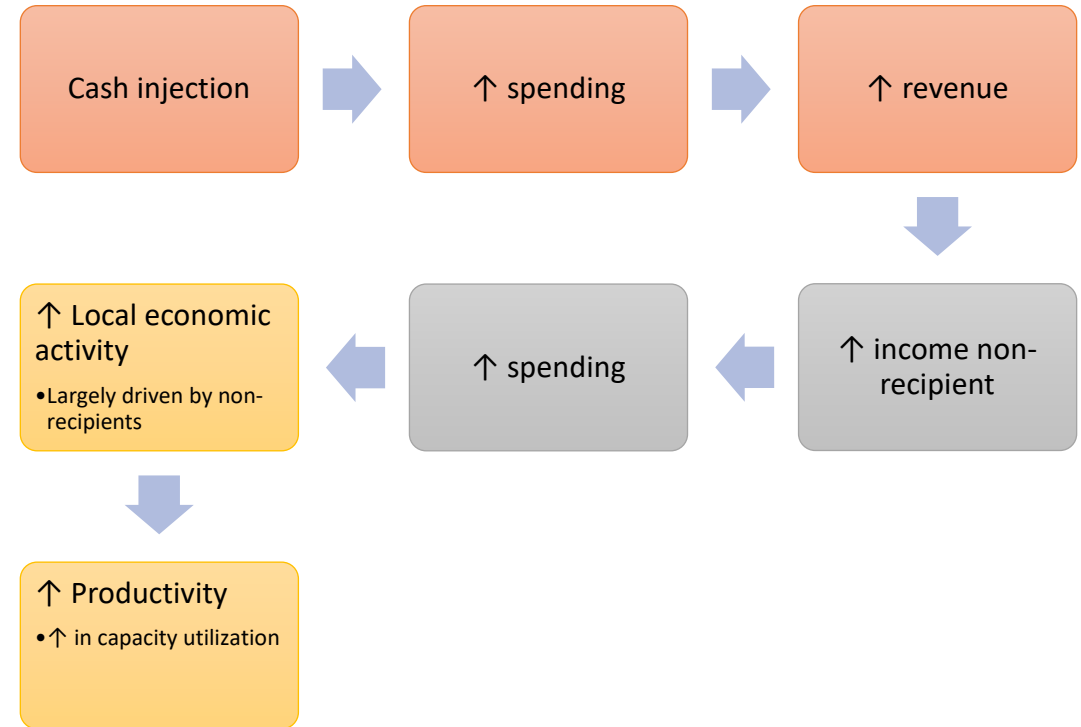 Cash injection
↑ spending
↑ revenue
↑ income non-
recipient
↑ spending
↑ Local economic
activity
•Largely driven by non-
recipients
↑ Productivity
•↑ in capacity utilization